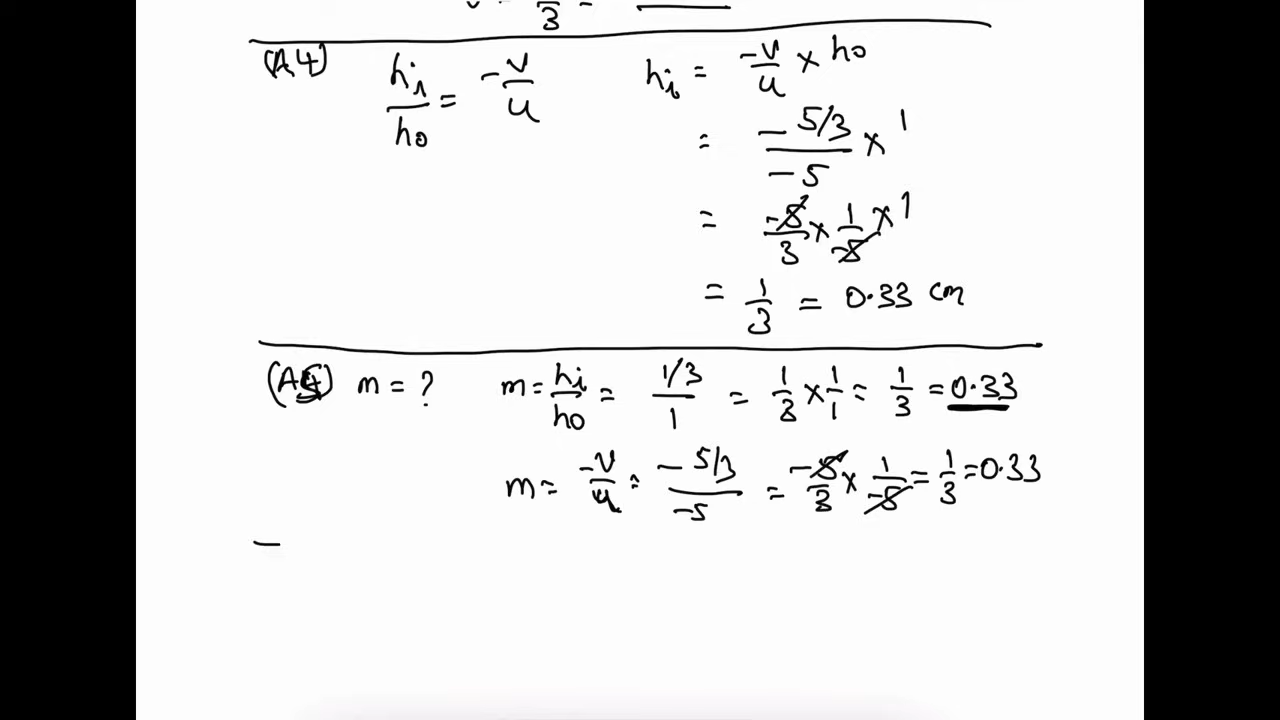 v = 5/3 =
(A4) hi/ho = -v/u hi = -v/u × ho
= -5/3/-5 × 1
= -5/3 × 1/-5 × 1
= 1/3 = 0.33 cm
(A5) m = ? m = hi/ho = 1/3/1 = 1/3 × 1/1 = 1/3 = 0.33
m = -v/u = -5/3/-5 = -5/3 × 1/-5 = 1/3 = 0.33